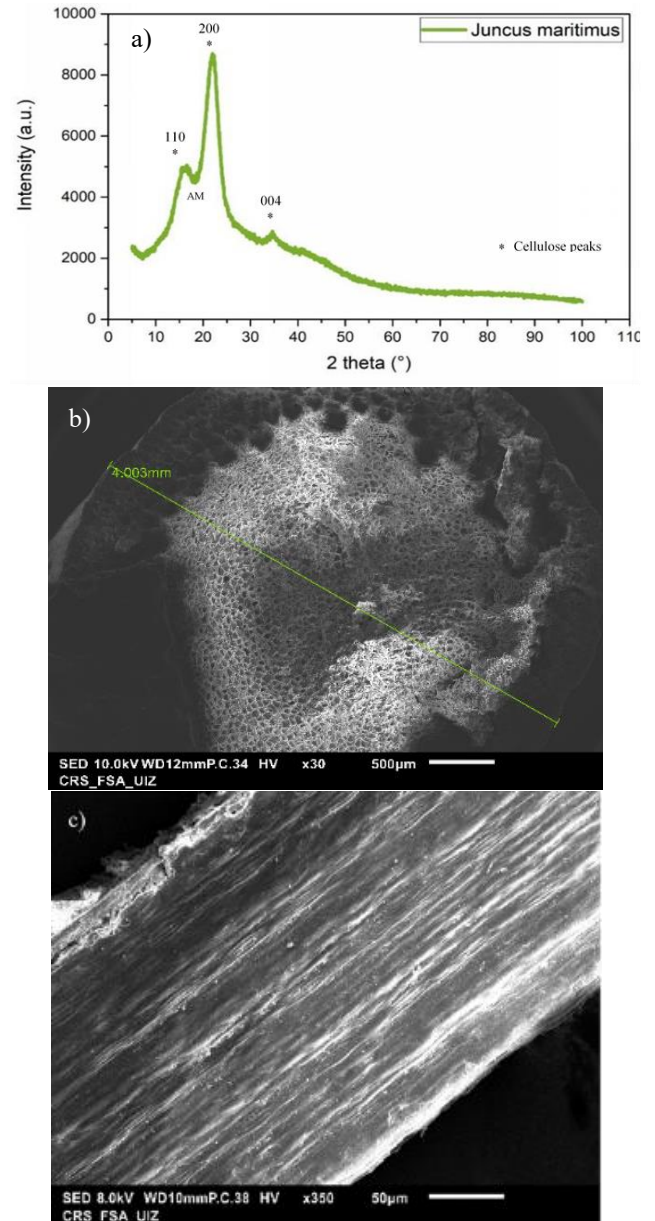 a)
200
*
Juncus maritimus
110
*
AM
004
*
* Cellulose peaks
10000
8000
6000
4000
2000
0
Intensity (a.u.)
0 10 20 30 40 50 60 70 80 90 100 110
2 theta (°)
b)
4.003mm
SED 10.0kV WD12mmP.C.34 HV x30 500μm
CRS_FSA_UIZ
c)
SED 8.0kV WD10mmP.C.38 HV x350 50μm
CRS_FSA_UIZ